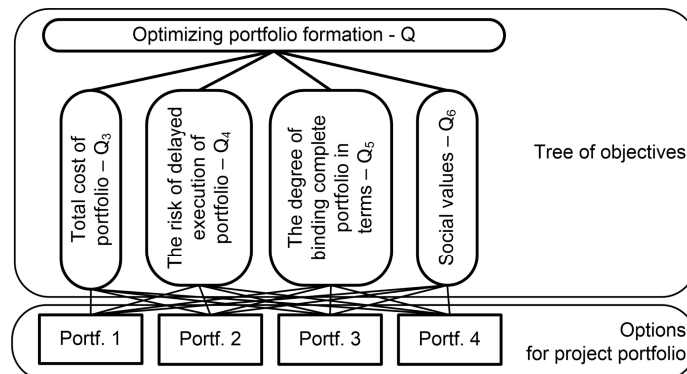 Optimizing portfolio formation - Q
Total cost of
portfolio – Q₃
The risk of delayed
execution of
portfolio – Q₄
The degree of
binding complete
portfolio in
terms – Q₅
Social values – Q₆
Tree of objectives
Portf. 1
Portf. 2
Portf. 3
Portf. 4
Options
for project portfolio